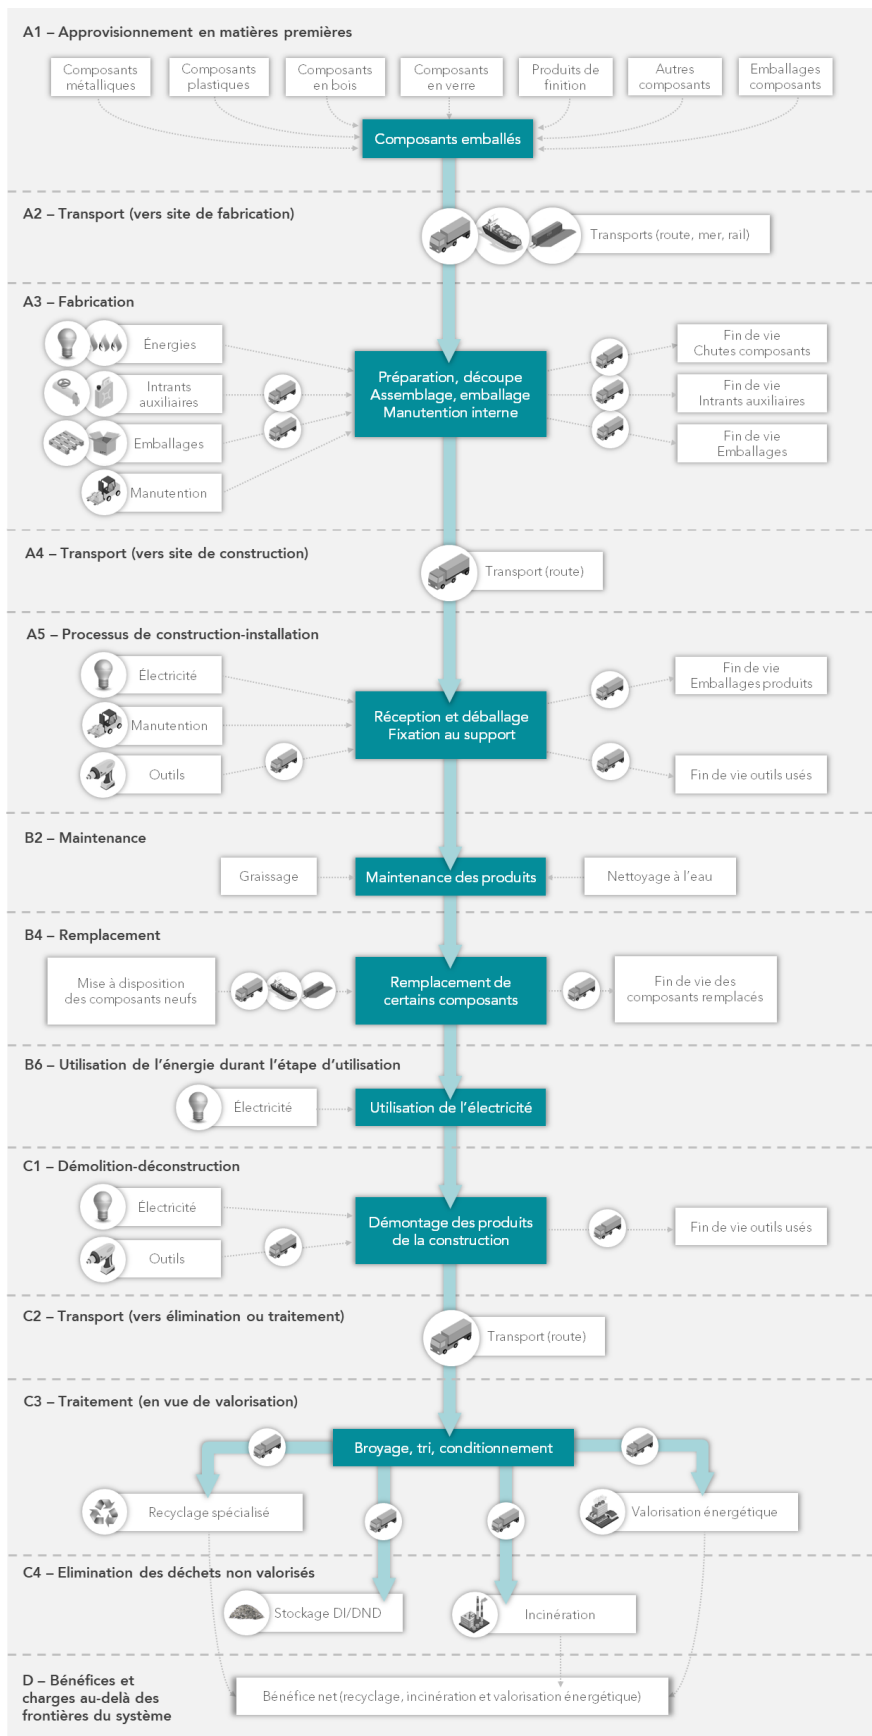 A1 – Approvisionnement en matières premières
Composants
métalliques
Composants
plastiques
Composants
en bois
Composants
en verre
Produits de
finition
Autres
composants
Emballages
composants
Composants emballés
A2 – Transport (vers site de fabrication)
Transports (route, mer, rail)
A3 – Fabrication
Énergies
Intrants
auxiliaires
Emballages
Manutention
Préparation, découpe
Assemblage, emballage
Manutention interne
Fin de vie
Chutes composants
Fin de vie
Intrants auxiliaires
Fin de vie
Emballages
A4 – Transport (vers site de construction)
Transport (route)
A5 – Processus de construction-installation
Électricité
Manutention
Outils
Réception et déballage
Fixation au support
Fin de vie
Emballages produits
Fin de vie outils usés
B2 – Maintenance
Graissage
Maintenance des produits
Nettoyage à l’eau
B4 – Remplacement
Mise à disposition
des composants neufs
Remplacement de
certains composants
Fin de vie des
composants remplacés
B6 – Utilisation de l’énergie durant l’étape d’utilisation
Électricité
Utilisation de l’électricité
C1 – Démolition-déconstruction
Électricité
Outils
Démontage des produits
de la construction
Fin de vie outils usés
C2 – Transport (vers élimination ou traitement)
Transport (route)
C3 – Traitement (en vue de valorisation)
Broyage, tri, conditionnement
Recyclage spécialisé
Valorisation énergétique
C4 – Elimination des déchets non valorisés
Stockage DI/DND
Incinération
D – Bénéfices et
charges au-delà des
frontières du système
Bénéfice net (recyclage, incinération et valorisation énergétique)